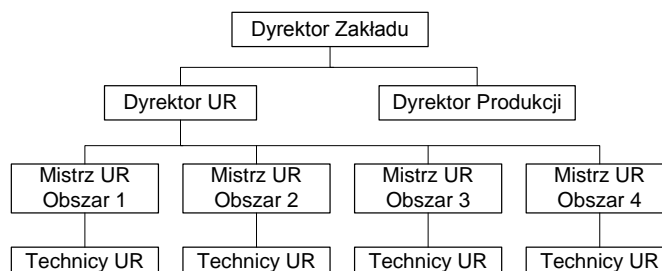 Dyrektor Zakładu
Dyrektor UR
Dyrektor Produkcji
Mistrz UR
Obszar 1
Mistrz UR
Obszar 2
Mistrz UR
Obszar 3
Mistrz UR
Obszar 4
Technicy UR
Technicy UR
Technicy UR
Technicy UR